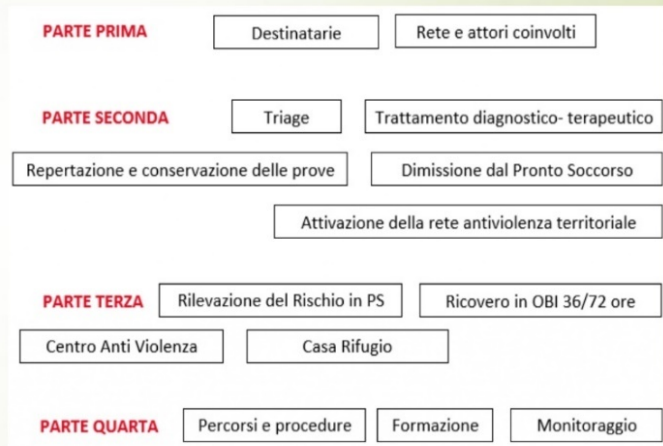 PARTE PRIMA Destinatarie Rete e attori coinvolti
PARTE SECONDA Triage Trattamento diagnostico- terapeutico
Repertazione e conservazione delle prove Dimissione dal Pronto Soccorso
Attivazione della rete antiviolenza territoriale
PARTE TERZA Rilevazione del Rischio in PS Ricovero in OBI 36/72 ore
Centro Anti Violenza Casa Rifugio
PARTE QUARTA Percorsi e procedure Formazione Monitoraggio